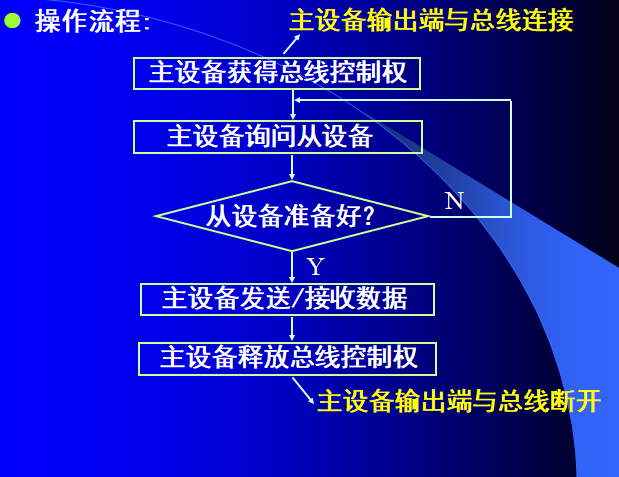 操作流程:
主设备输出端与总线连接
主设备获得总线控制权
主设备询问从设备
从设备准备好?
N
Y
主设备发送/接收数据
主设备释放总线控制权
主设备输出端与总线断开